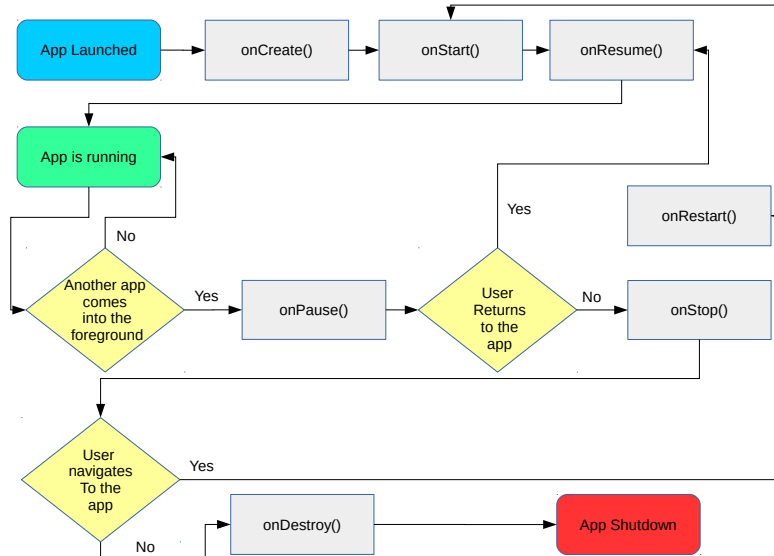 App Launched
onCreate()
onStart()
onResume()
App is running
No
Yes
onRestart()
Another app
comes
into the
foreground
Yes
onPause()
User
Returns
to the
app
No
onStop()
User
navigates
To the
app
Yes
No
onDestroy()
App Shutdown